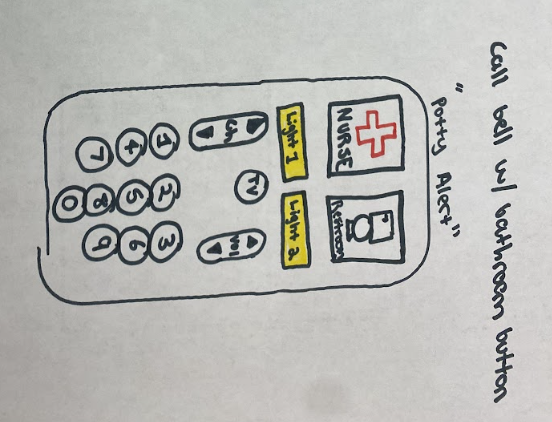 Call bell w/ bathroom button
"Potty Alert"
NURSE
Restroom
Light 1
Light 2
Ch
TV
Vol
1 2 3
4 5 6
7 8 9
0